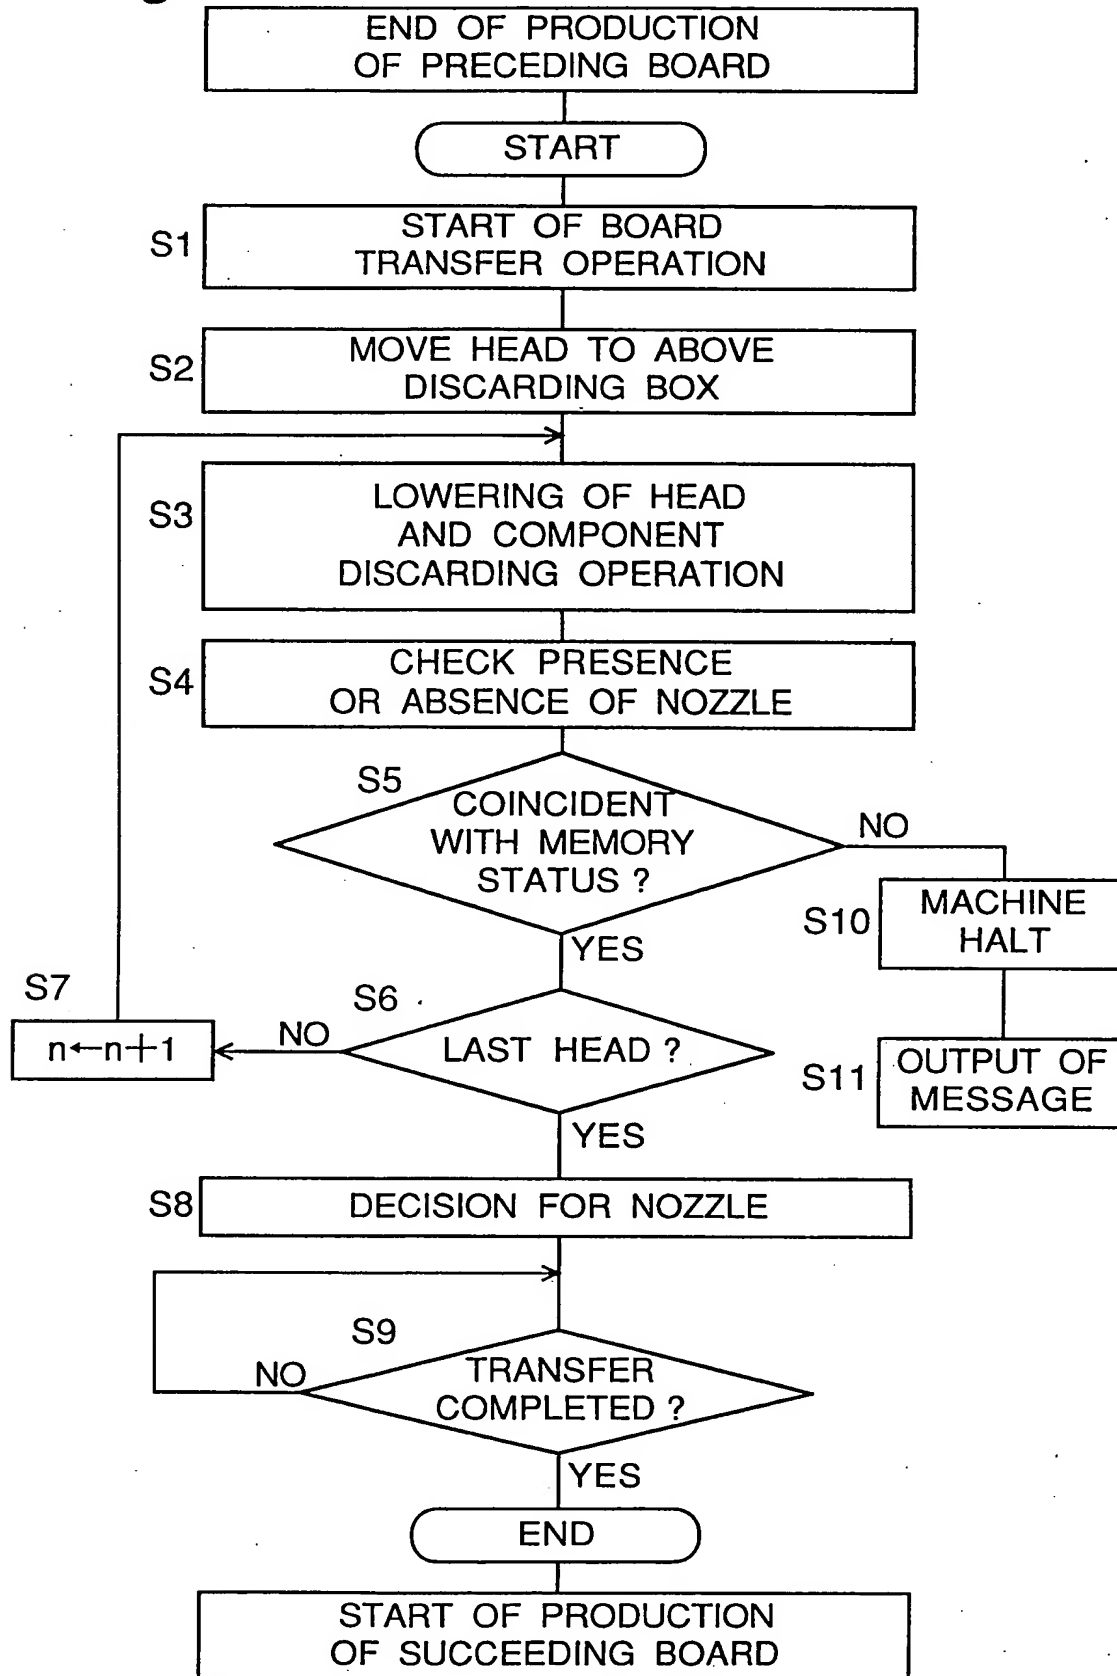 END OF PRODUCTION
OF PRECEDING BOARD
START
S1
START OF BOARD
TRANSFER OPERATION
S2
MOVE HEAD TO ABOVE
DISCARDING BOX
S3
LOWERING OF HEAD
AND COMPONENT
DISCARDING OPERATION
S4
CHECK PRESENCE
OR ABSENCE OF NOZZLE
S5
COINCIDENT
WITH MEMORY
STATUS ?
NO
YES
S10
MACHINE
HALT
S7
n←n+1
S6
NO
LAST HEAD ?
YES
S11
OUTPUT OF
MESSAGE
S8
DECISION FOR NOZZLE
S9
NO
TRANSFER
COMPLETED ?
YES
END
START OF PRODUCTION
OF SUCCEEDING BOARD